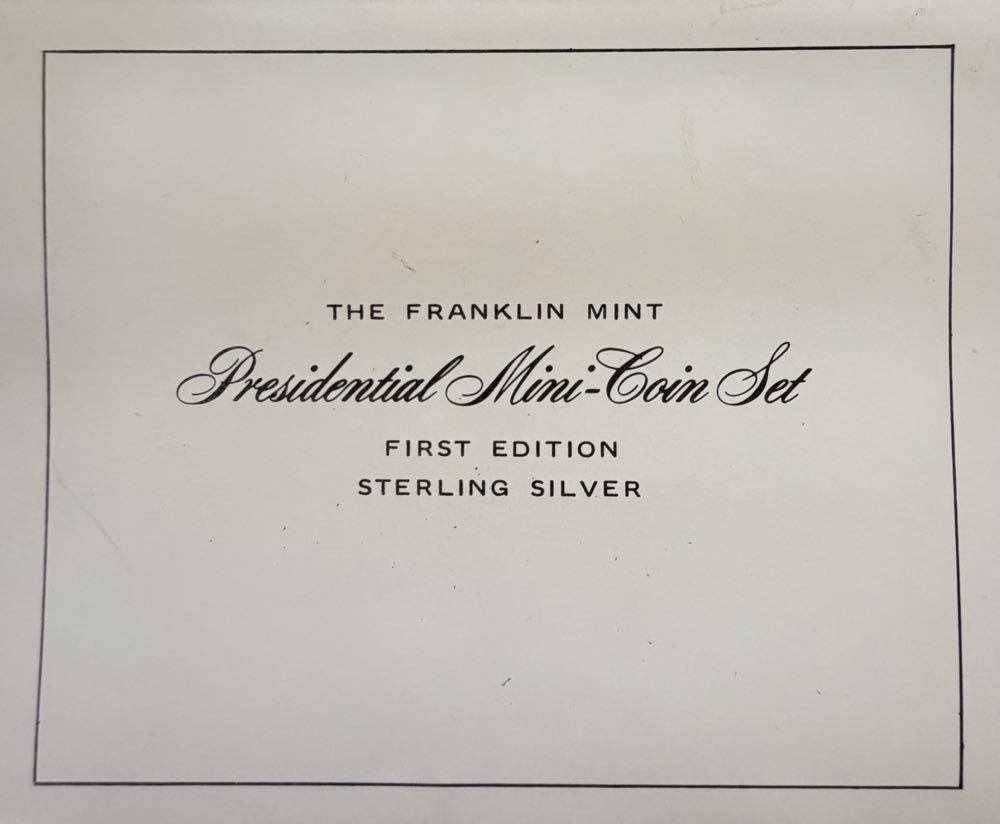 THE FRANKLIN MINT
Presidential Mini-Coin Set
FIRST EDITION
STERLING SILVER